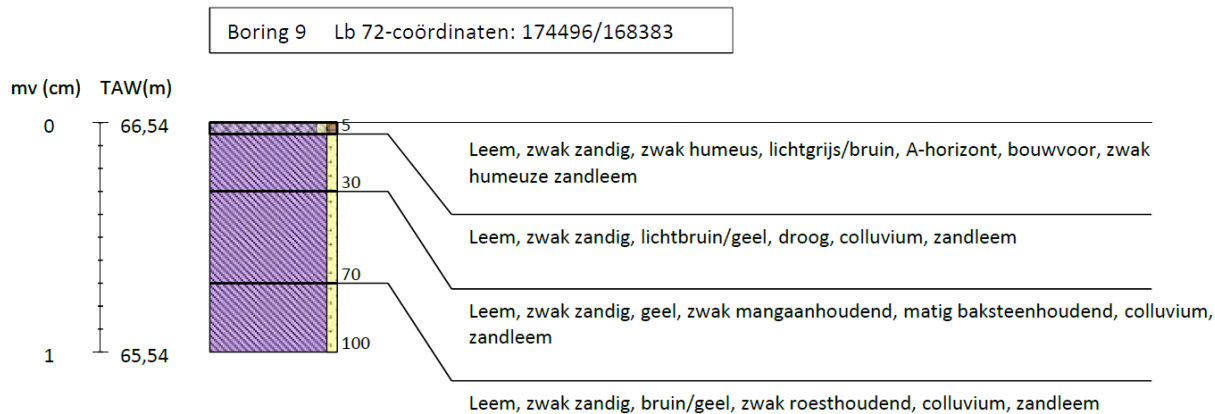 Boring 9 Lb 72-coördinaten: 174496/168383
mv (cm) TAW(m)
0 66,54
5
Leem, zwak zandig, zwak humeus, lichtgrijs/bruin, A-horizont, bouwvoor, zwak
humeuze zandleem
30
Leem, zwak zandig, lichtbruin/geel, droog, colluvium, zandleem
70
Leem, zwak zandig, geel, zwak mangaanhoudend, matig baksteenhoudend, colluvium,
zandleem
100
1 65,54
Leem, zwak zandig, bruin/geel, zwak roesthoudend, colluvium, zandleem